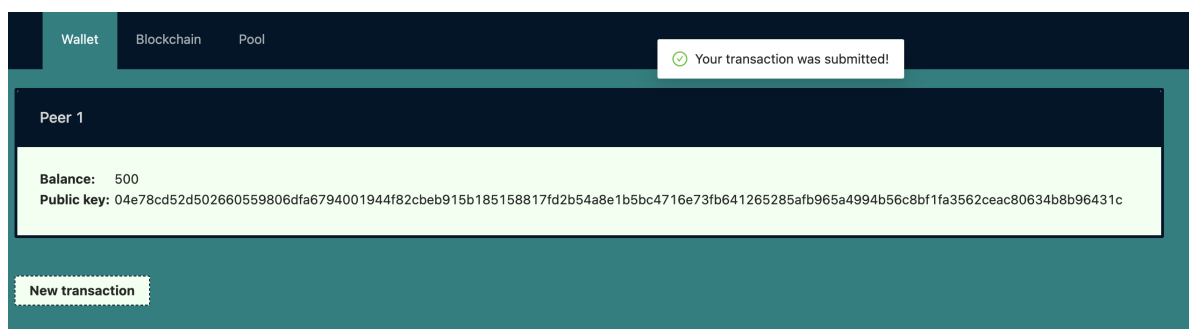 Wallet Blockchain Pool
Your transaction was submitted!
Peer 1
Balance: 500
Public key: 04e78cd52d502660559806dfa6794001944f82cbeb915b185158817fd2b54a8e1b5bc4716e73fb641265285afb965a4994b56c8bf1fa3562ceac80634b8b96431c
New transaction